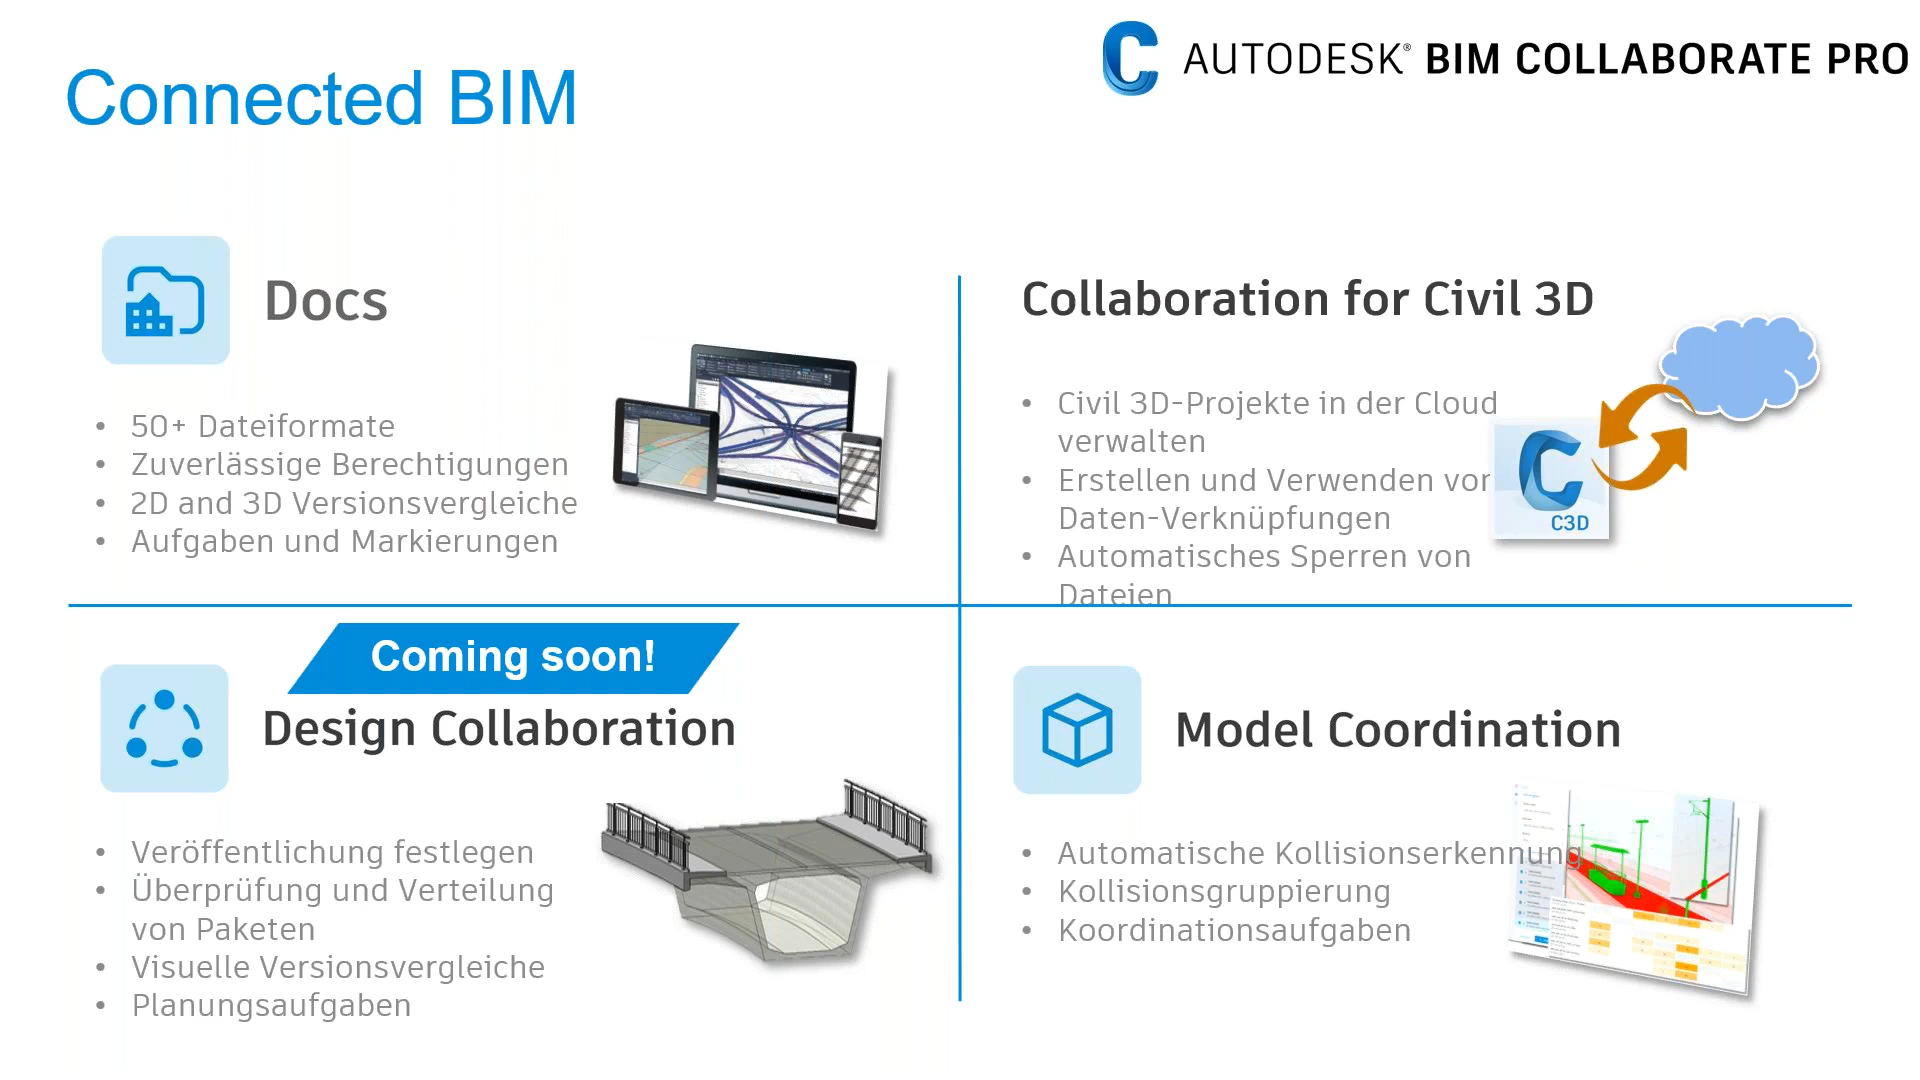 AUTODESK® BIM COLLABORATE PRO
Connected BIM
Docs
50+ Dateiformate
Zuverlässige Berechtigungen
2D and 3D Versionsvergleiche
Aufgaben und Markierungen
Collaboration for Civil 3D
Civil 3D-Projekte in der Cloud
verwalten
Erstellen und Verwenden von
Daten-Verknüpfungen
Automatisches Sperren von
Dateien
C3D
Coming soon!
Design Collaboration
Veröffentlichung festlegen
Überprüfung und Verteilung
von Paketen
Visuelle Versionsvergleiche
Planungsaufgaben
Model Coordination
Automatische Kollisionserkennung
Kollisionsgruppierung
Koordinationsaufgaben